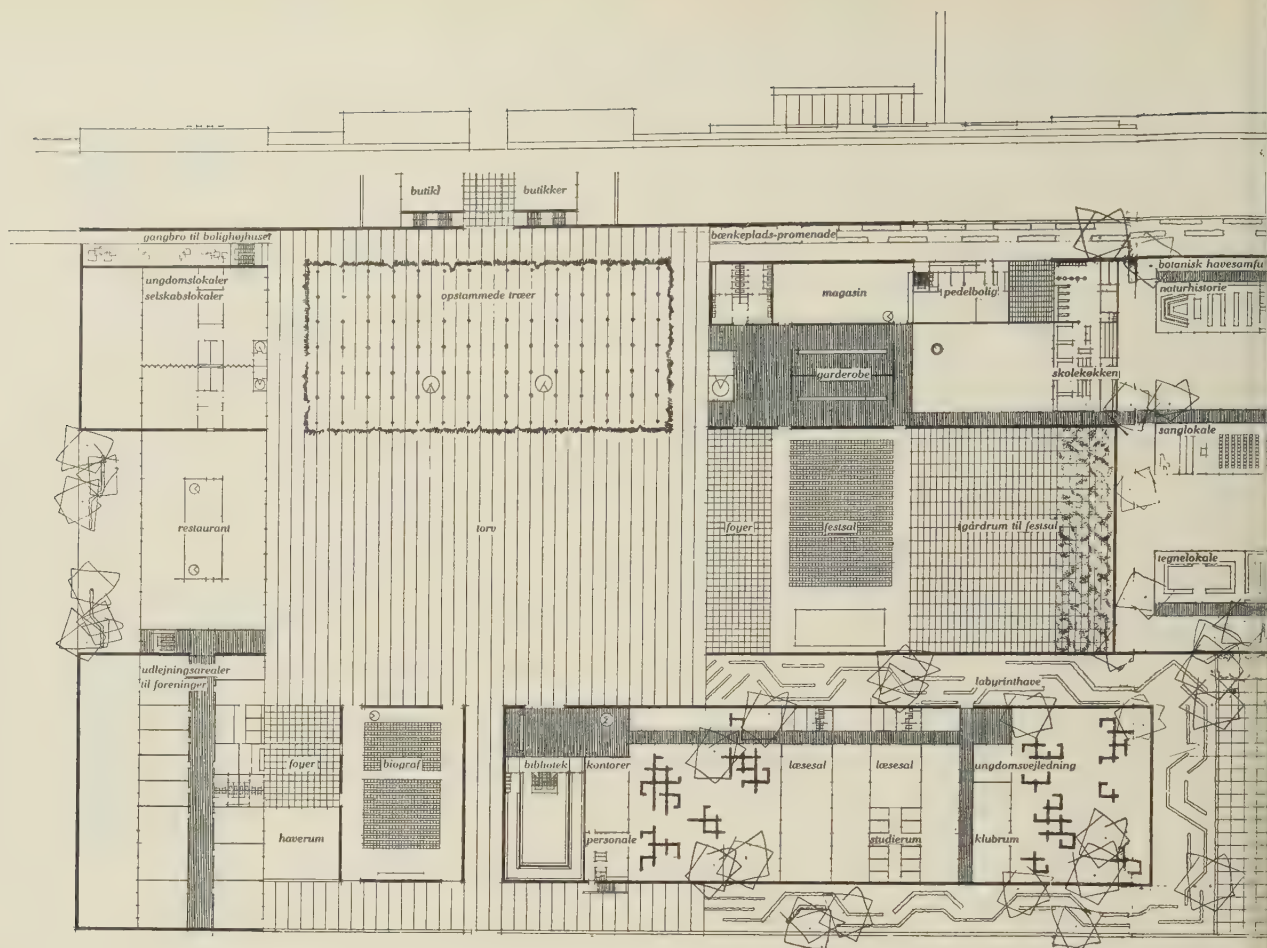 butikker
gangbro til bolighøjhuset
bænkeplads-promenade
botanisk havesamfu
naturhistorie
ungdomslokaler
selskabslokaler
opstammede træer
magasin
pedelbolig
garderobe
skolekøkken
sanglokale
restaurant
torv
foyer
festsal
gårdrum til festsal
tegnelokale
udlejningsarealer
til foreninger
labyrinthave
foyer
biograf
bibliotek
kontorer
læsesal
læsesal
ungdomsvejledning
haverum
personale
studierum
klubrum